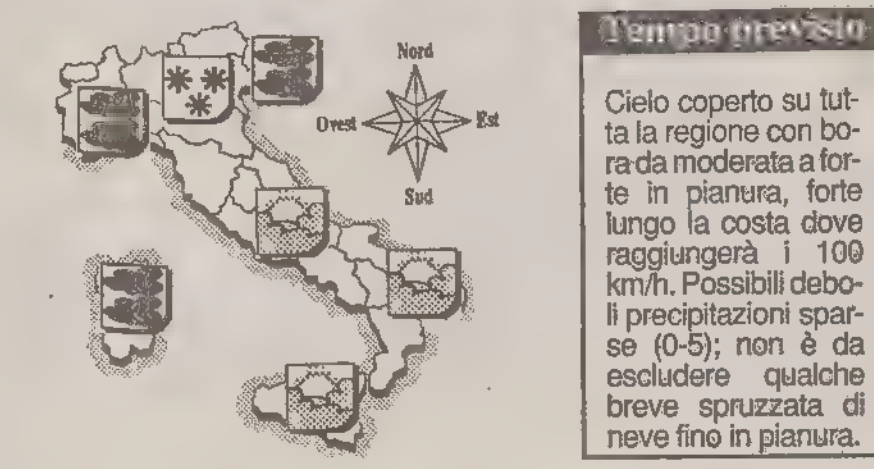 Nord
Ovest
Est
Sud
Tempo previsto
Cielo coperto su tut-
ta la regione con bo-
ra da moderata a for-
te in pianura, forte
lungo la costa dove
raggiungerà i 100
km/h. Possibili debo-
li precipitazioni spar-
se (0-5); non è da
escludere qualche
breve spruzzata di
neve fino in pianura.